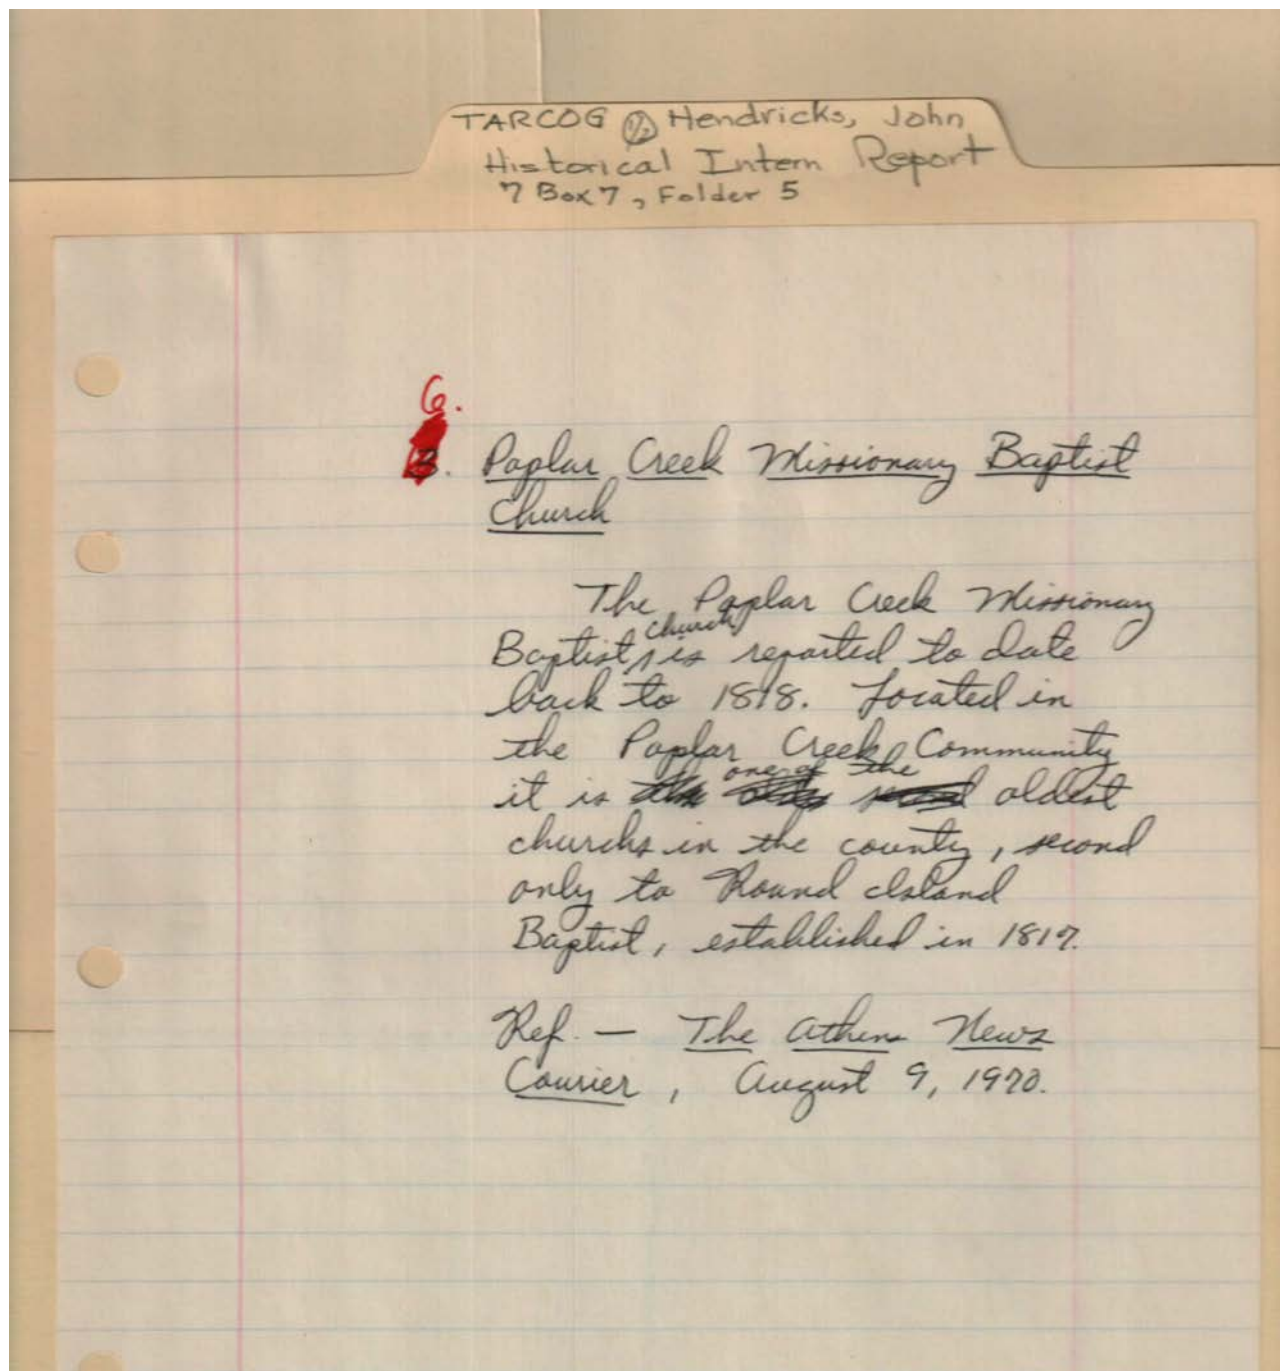 TARCOG 1/2 Hendricks, John
Historical Intern Report
7 Box 7, Folder 5
6.
Poplar Creek Missionary Baptist
Church
The Poplar Creek Missionary
Baptist church is reported to date
back to 1818. Located in
the Poplar Creek Community
it is one of the oldest
churchs in the county, second
only to Round Island
Baptist, established in 1817.
Ref. — The Athens News
Courier, August 9, 1970.